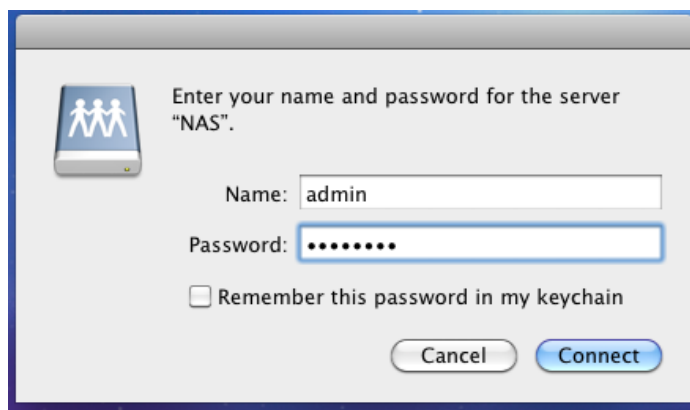 Enter your name and password for the server
“NAS”.
Name: admin
Password: ••••••••
Remember this password in my keychain
Cancel Connect